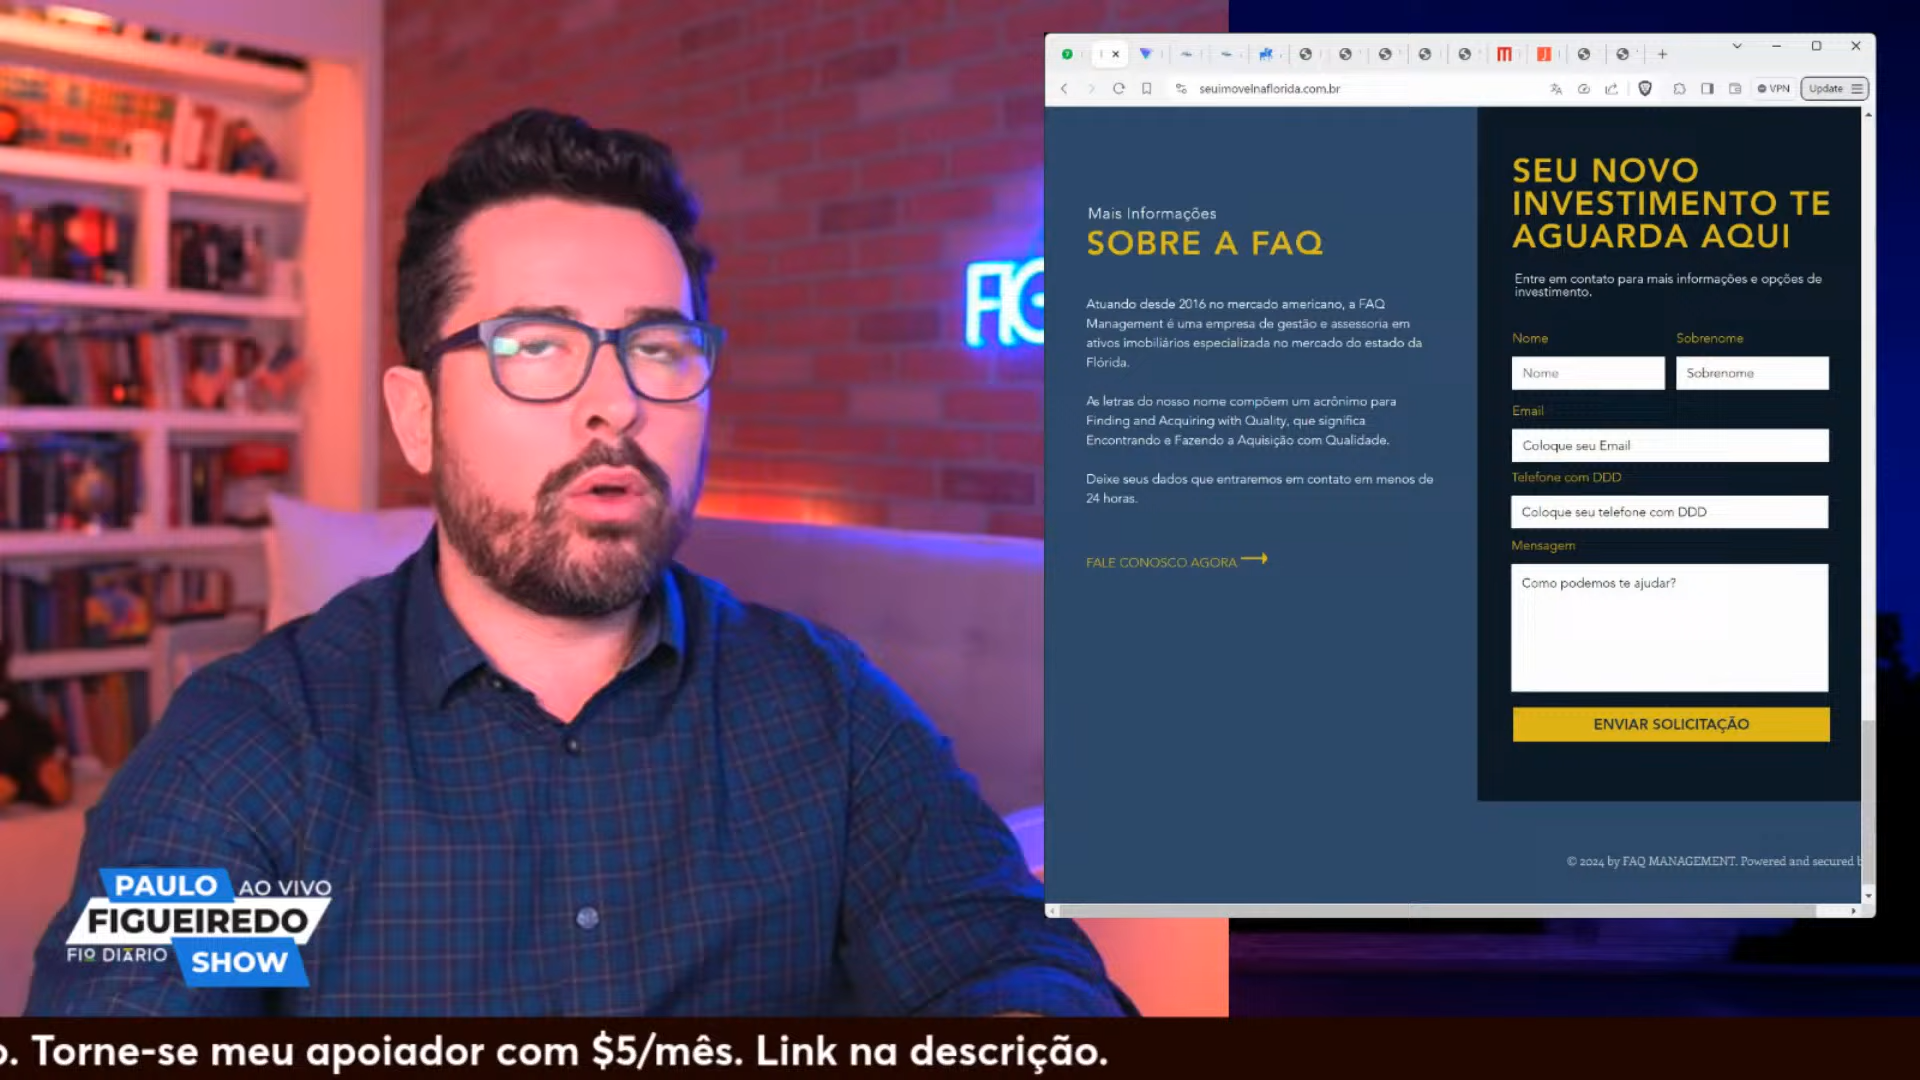 seuimovelnaflorida.com.br
VPN
Update
Mais Informações
SOBRE A FAQ
Atuando desde 2016 no mercado americano, a FAQ
Management é uma empresa de gestão e assessoria em
ativos imobiliários especializada no mercado do estado da
Flórida.
As letras do nosso nome compõem um acrônimo para
Finding and Acquiring with Quality, que significa
Encontrando e Fazendo a Aquisição com Qualidade.
Deixe seus dados que entraremos em contato em menos de
24 horas.
FALE CONOSCO AGORA
SEU NOVO
INVESTIMENTO TE
AGUARDA AQUI
Entre em contato para mais informações e opções de
investimento.
Nome
Sobrenome
Nome
Sobrenome
Email
Coloque seu Email
Telefone com DDD
Coloque seu telefone com DDD
Mensagem
Como podemos te ajudar?
ENVIAR SOLICITAÇÃO
© 2024 by FAQ MANAGEMENT. Powered and secured b
FIG
PAULO AO VIVO
FIGUEIREDO
FIO DIÁRIO SHOW
o. Torne-se meu apoiador com $5/mês. Link na descrição.